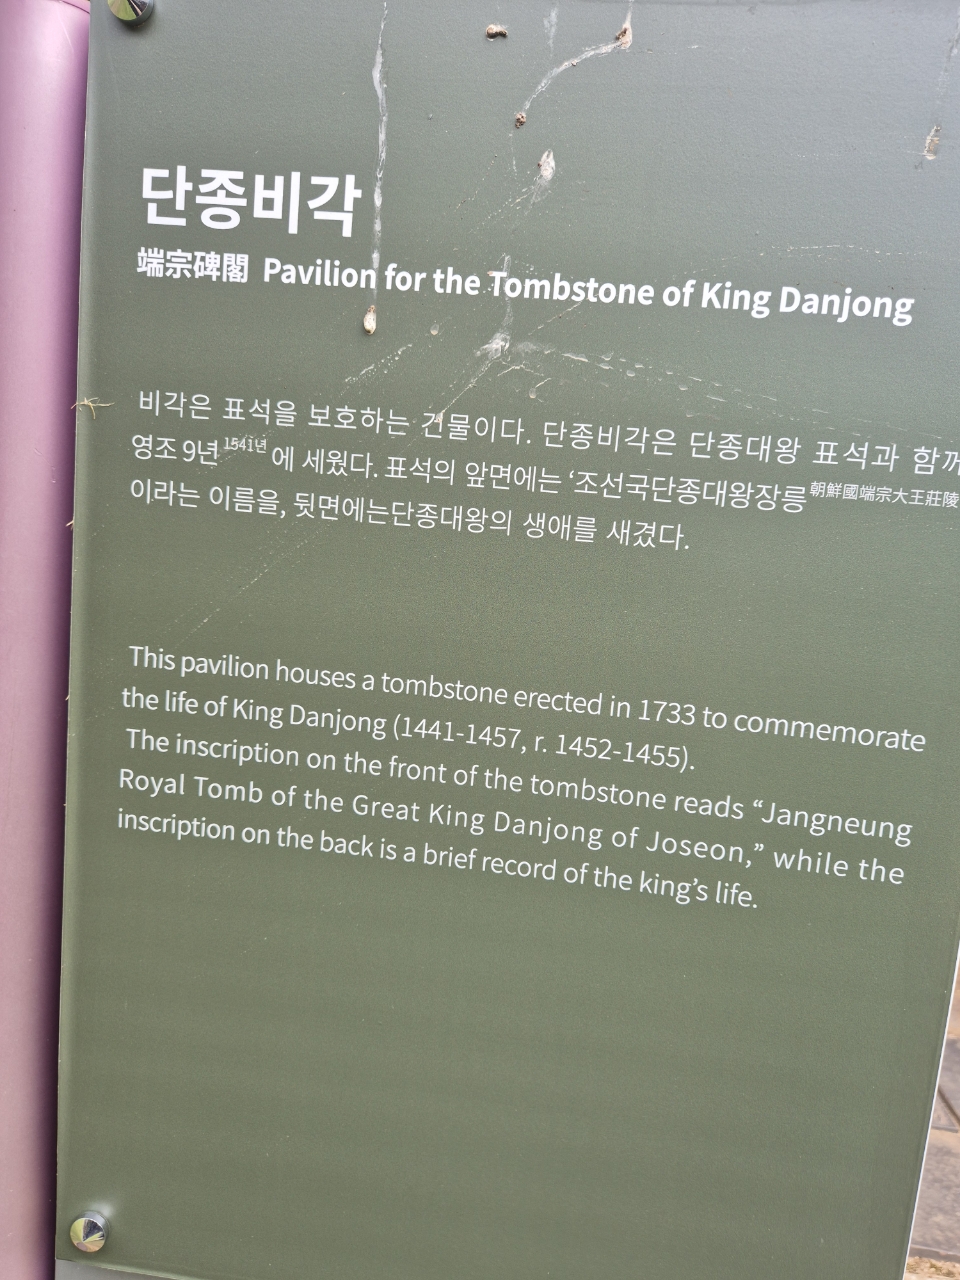 단종비각
端宗碑閣 Pavilion for the Tombstone of King Danjong
비각은 표석을 보호하는 건물이다. 단종비각은 단종대왕 표석과 함께
영조 9년1541년에 세웠다. 표석의 앞면에는 ‘조선국단종대왕장릉朝鮮國端宗大王莊陵
이라는 이름을, 뒷면에는단종대왕의 생애를 새겼다.
This pavilion houses a tombstone erected in 1733 to commemorate
the life of King Danjong (1441-1457, r. 1452-1455).
The inscription on the front of the tombstone reads “Jangneung
Royal Tomb of the Great King Danjong of Joseon,” while the
inscription on the back is a brief record of the king’s life.